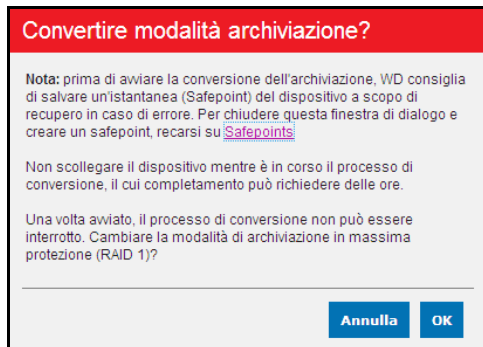 Convertire modalità archiviazione?
Nota: prima di avviare la conversione dell'archiviazione, WD consiglia
di salvare un'istantanea (Safepoint) del dispositivo a scopo di
recupero in caso di errore. Per chiudere questa finestra di dialogo e
creare un safepoint, recarsi su Safepoints
Non scollegare il dispositivo mentre è in corso il processo di
conversione, il cui completamento può richiedere delle ore.
Una volta avviato, il processo di conversione non può essere
interrotto. Cambiare la modalità di archiviazione in massima
protezione (RAID 1)?
Annulla OK